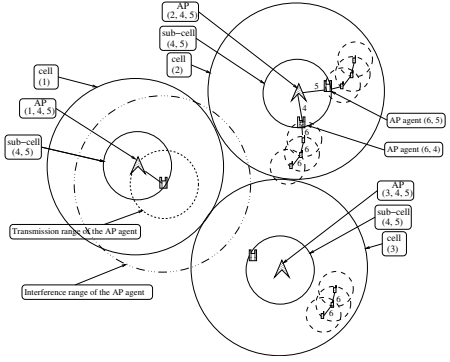 AP
(2, 4, 5)
sub-cell
(4, 5)
cell
(2)
cell
(1)
AP
(1, 4, 5)
sub-cell
(4, 5)
5
4
6
6
6
AP agent (6, 5)
AP agent (6, 4)
AP
(3, 4, 5)
sub-cell
(4, 5)
cell
(3)
6
6
Transmission range of the AP agent
Interference range of the AP agent